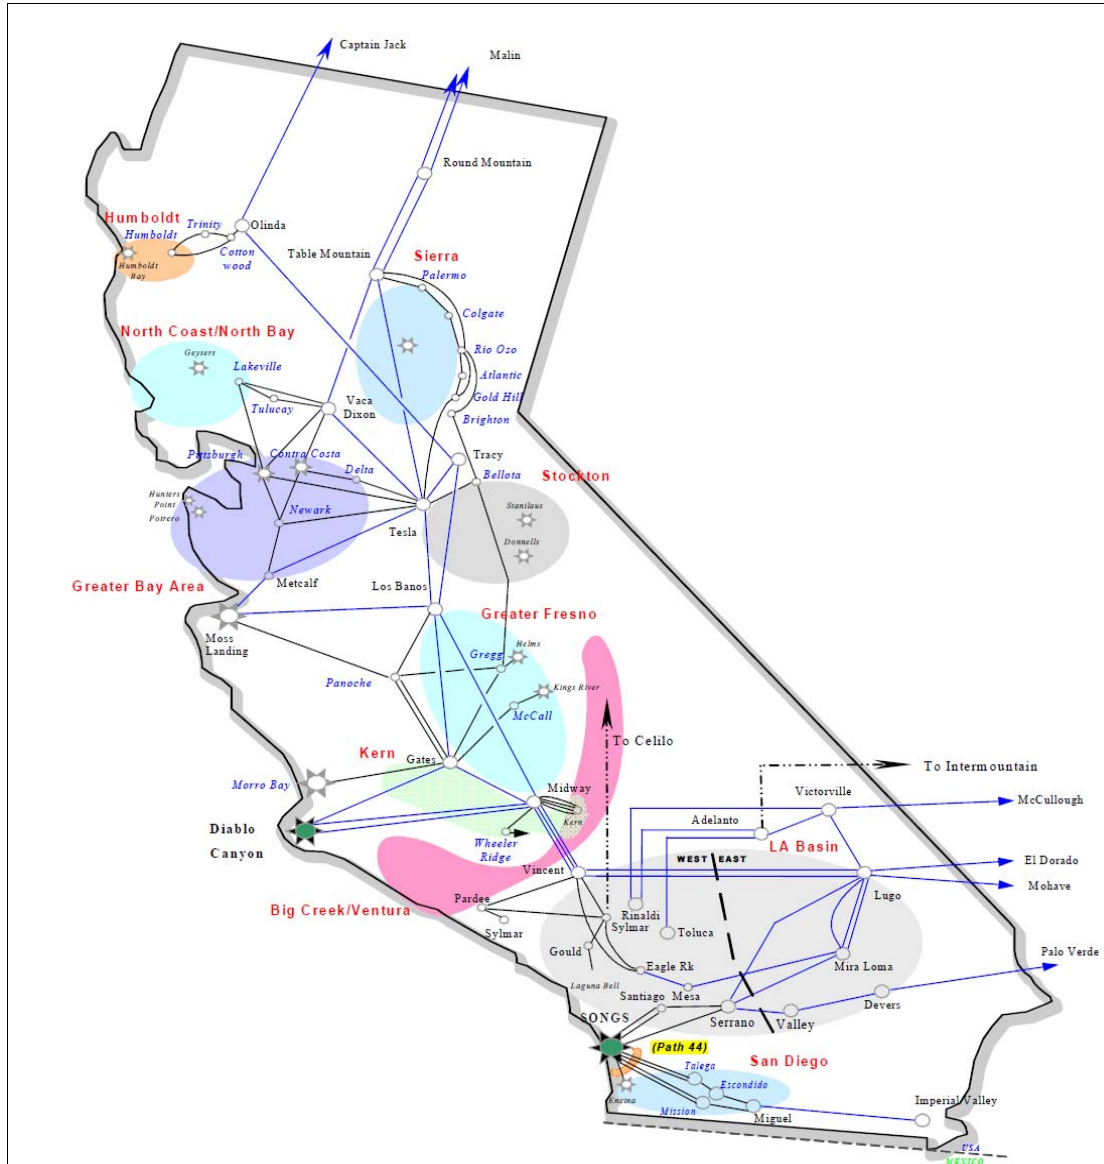 Captain Jack
Malin
Round Mountain
Humboldt
Trinity
Olinda
Humboldt
Cotton
wood
Humboldt
Bay
Table Mountain
Sierra
Palermo
Colgate
North Coast/North Bay
Geysers
Rio Oso
Lakeville
Atlantic
Tulucay
Vaca
Dixon
Gold Hill
Brighton
Pittsburgh
Contra Costa
Delta
Tracy
Bellota
Stockton
Hunters
Point
Potrero
Newark
Tesla
Stanilaus
Donnells
Greater Bay Area
Metcalf
Los Banos
Greater Fresno
Moss
Landing
Helms
Gregg
Panoche
Kings River
McCall
Kern
To Celilo
Gates
Morro Bay
Midway
Kern
To Intermountain
Victorville
McCullough
Diablo
Canyon
Wheeler
Ridge
Adelanto
LA Basin
WEST
EAST
El Dorado
Vincent
Lugo
Mohave
Pardee
Big Creek/Ventura
Sylmar
Rinaldi
Sylmar
Toluca
Gould
Eagle Rk
Mira Loma
Palo Verde
Laguna Bell
Santiago
Mesa
Devers
SONGS
Serrano
Valley
(Path 44)
San Diego
Talega
Escondido
Encina
Mission
Miguel
Imperial Valley
USA
MEXICO